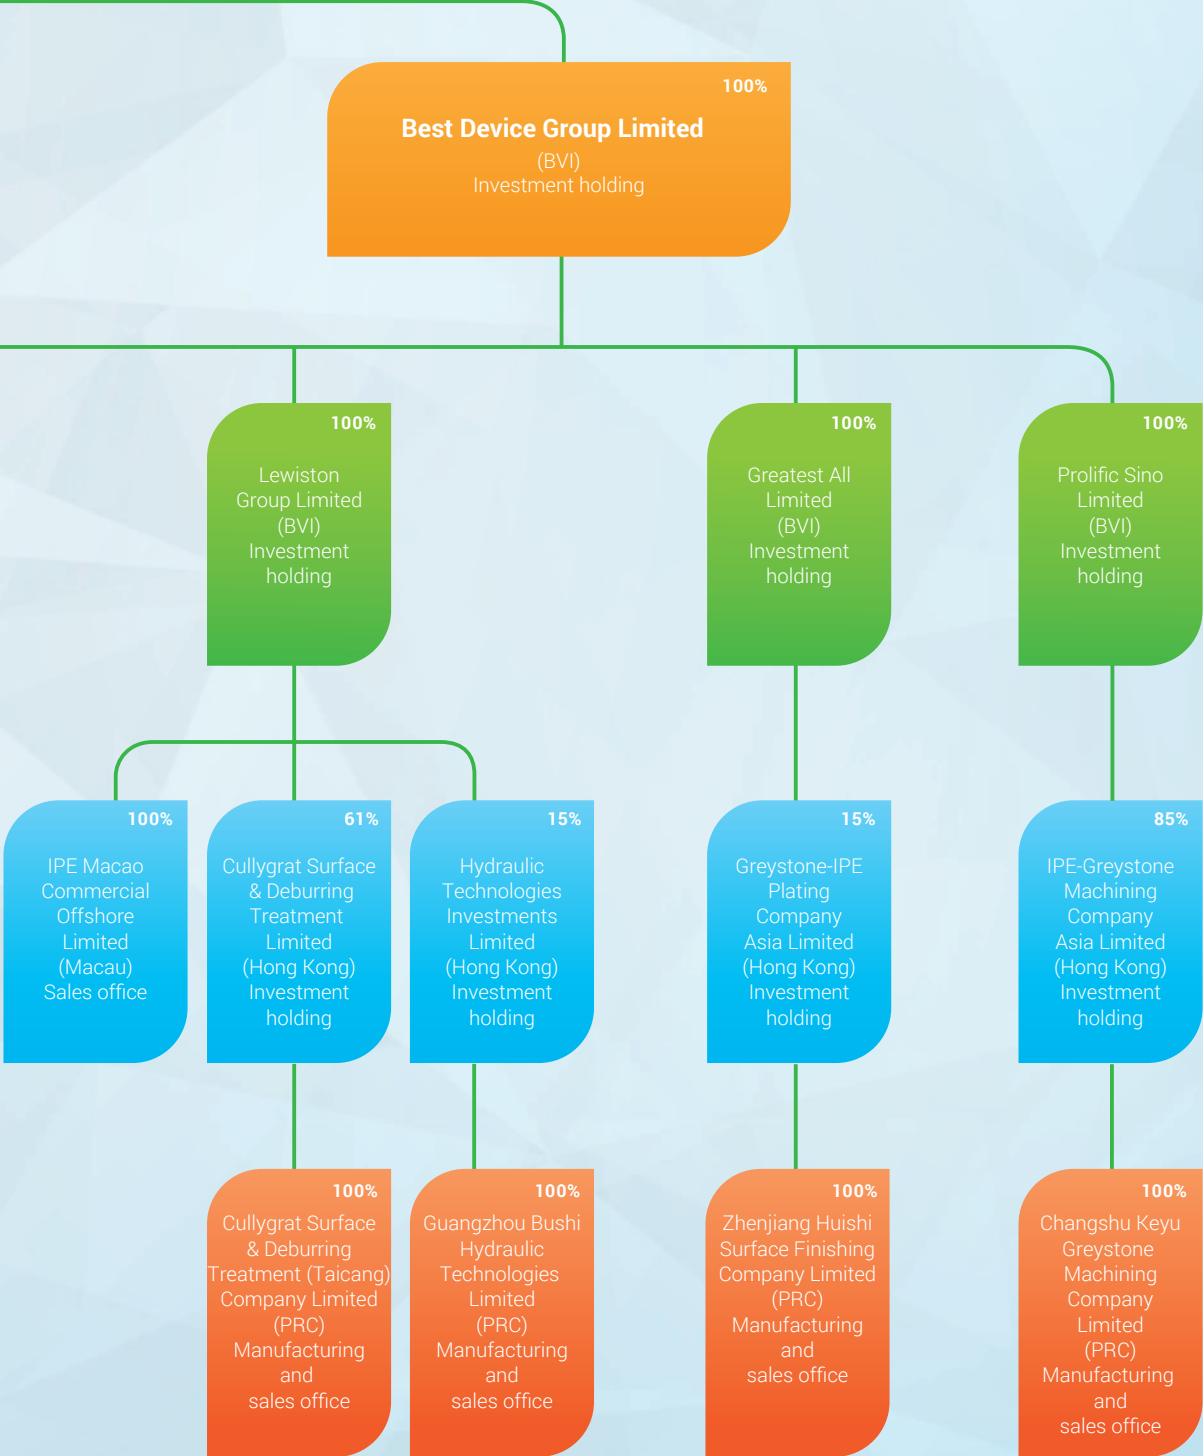 100%
Best Device Group Limited
(BVI)
Investment holding
100%
Lewiston
Group Limited
(BVI)
Investment
holding
100%
Greatest All
Limited
(BVI)
Investment
holding
100%
Prolific Sino
Limited
(BVI)
Investment
holding
100%
IPE Macao
Commercial
Offshore
Limited
(Macau)
Sales office
61%
Cullygrat Surface
& Deburring
Treatment
Limited
(Hong Kong)
Investment
holding
15%
Hydraulic
Technologies
Investments
Limited
(Hong Kong)
Investment
holding
15%
Greystone-IPE
Plating
Company
Asia Limited
(Hong Kong)
Investment
holding
85%
IPE-Greystone
Machining
Company
Asia Limited
(Hong Kong)
Investment
holding
100%
Cullygrat Surface
& Deburring
Treatment (Taicang)
Company Limited
(PRC)
Manufacturing
and
sales office
100%
Guangzhou Bushi
Hydraulic
Technologies
Limited
(PRC)
Manufacturing
and
sales office
100%
Zhenjiang Huishi
Surface Finishing
Company Limited
(PRC)
Manufacturing
and
sales office
100%
Changshu Keyu
Greystone
Machining
Company
Limited
(PRC)
Manufacturing
and
sales office